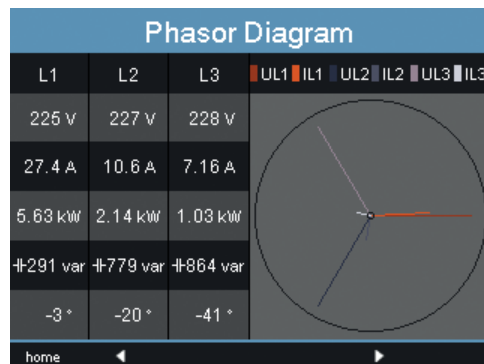 Phasor Diagram
L1 L2 L3 UL1 IL1 UL2 IL2 UL3 IL3
225 V 227 V 228 V
27.4 A 10.6 A 7.16 A
5.63 kW 2.14 kW 1.03 kW
291 var 779 var 864 var
-3 ° -20 ° -41 °
home